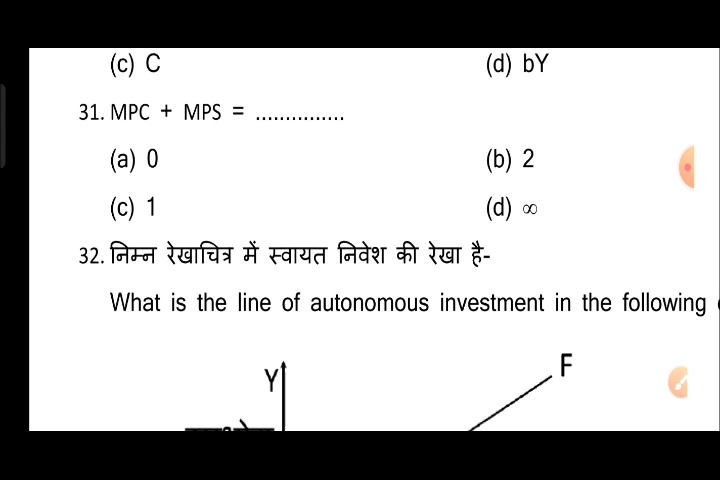 (c) C (d) bY
31. MPC + MPS = ...............
(a) 0 (b) 2
(c) 1 (d) ∞
32. निम्न रेखाचित्र में स्वायत निवेश की रेखा है-
What is the line of autonomous investment in the following
Y F